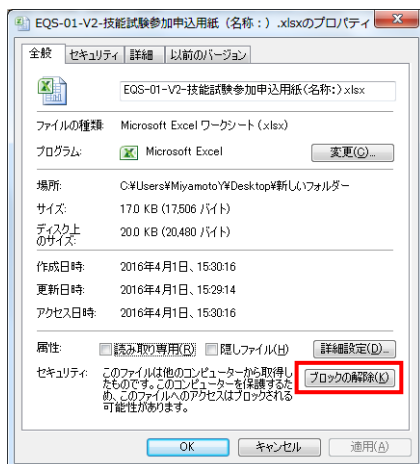 EQS-01-V2-技能試験参加申込用紙（名称：）.xlsxのプロパティ
全般 セキュリティ 詳細 以前のバージョン
EQS-01-V2-技能試験参加申込用紙(名称:).xlsx
ファイルの種類: Microsoft Excel ワークシート (.xlsx)
プログラム: Microsoft Excel 変更(C)...
場所: C:¥Users¥MiyamotoY¥Desktop¥新しいフォルダー
サイズ: 17.0 KB (17,506 バイト)
ディスク上
のサイズ: 20.0 KB (20,480 バイト)
作成日時: 2016年4月1日、15:30:16
更新日時: 2016年4月1日、15:29:14
アクセス日時: 2016年4月1日、15:30:16
属性: 読み取り専用(R) 隠しファイル(H) 詳細設定(D)...
セキュリティ: このファイルは他のコンピューターから取得し
たものです。このコンピューターを保護するた
め、このファイルへのアクセスはブロックされる
可能性があります。
ブロックの解除(K)
OK キャンセル 適用(A)